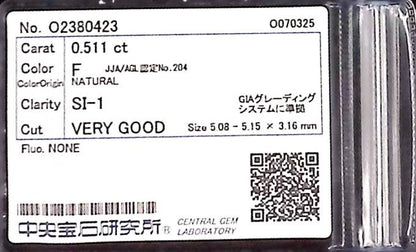 No. O2380423 O070325
Carat 0.511 ct
Color F JJA/AGL認定No.204
ColorOrigin NATURAL
Clarity SI-1 GIAグレーディング
システムに準拠
Cut VERY GOOD Size 5.08 - 5.15 × 3.16 mm
Fluo. NONE
中央宝石研究所® CENTRAL GEM
LABORATORY